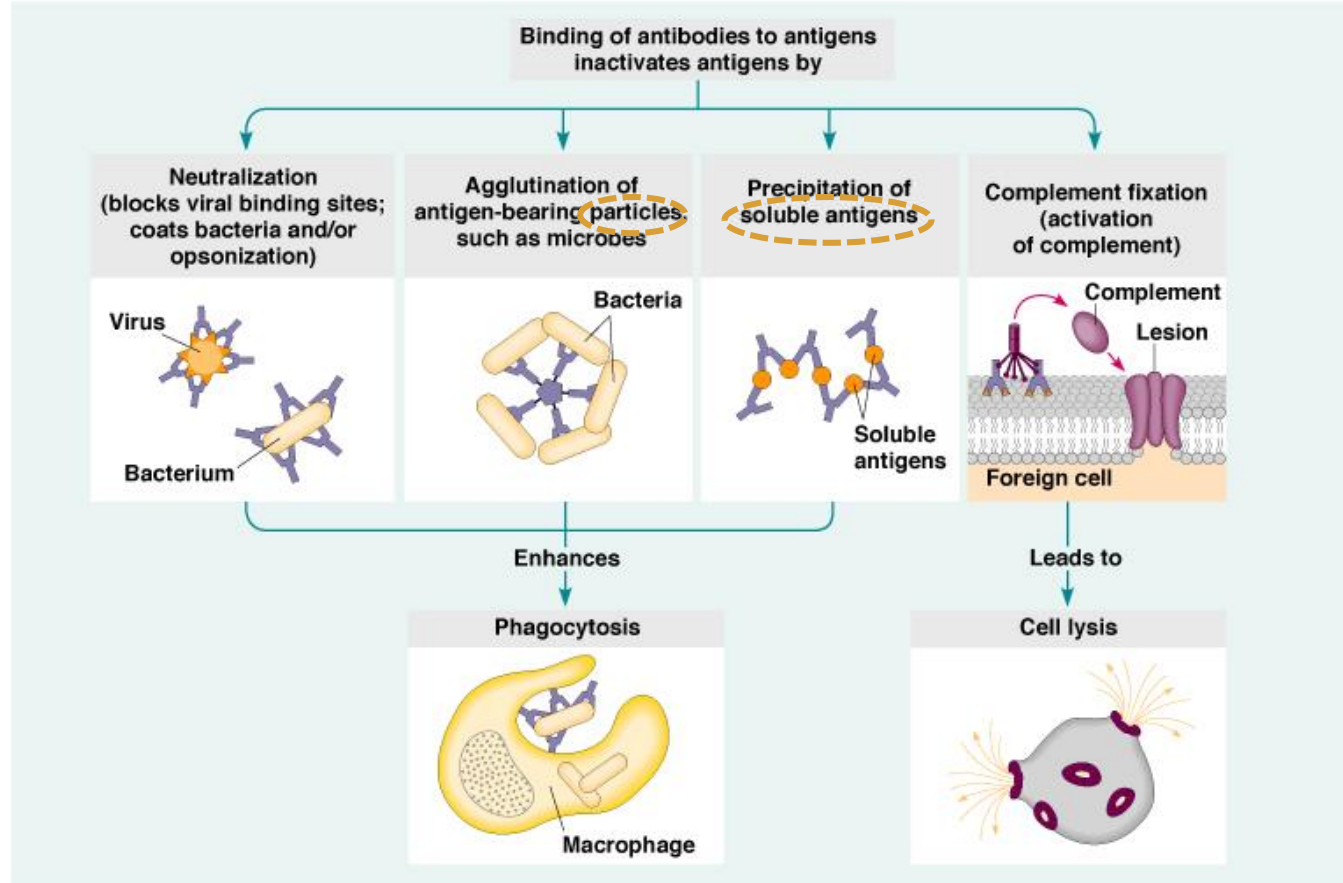 Binding of antibodies to antigens
inactivates antigens by
Neutralization
(blocks viral binding sites;
coats bacteria and/or
opsonization)
Agglutination of
antigen-bearing particles,
such as microbes
Precipitation of
soluble antigens
Complement fixation
(activation
of complement)
Virus
Bacterium
Bacteria
Soluble
antigens
Complement
Lesion
Foreign cell
Enhances
Leads to
Phagocytosis
Macrophage
Cell lysis